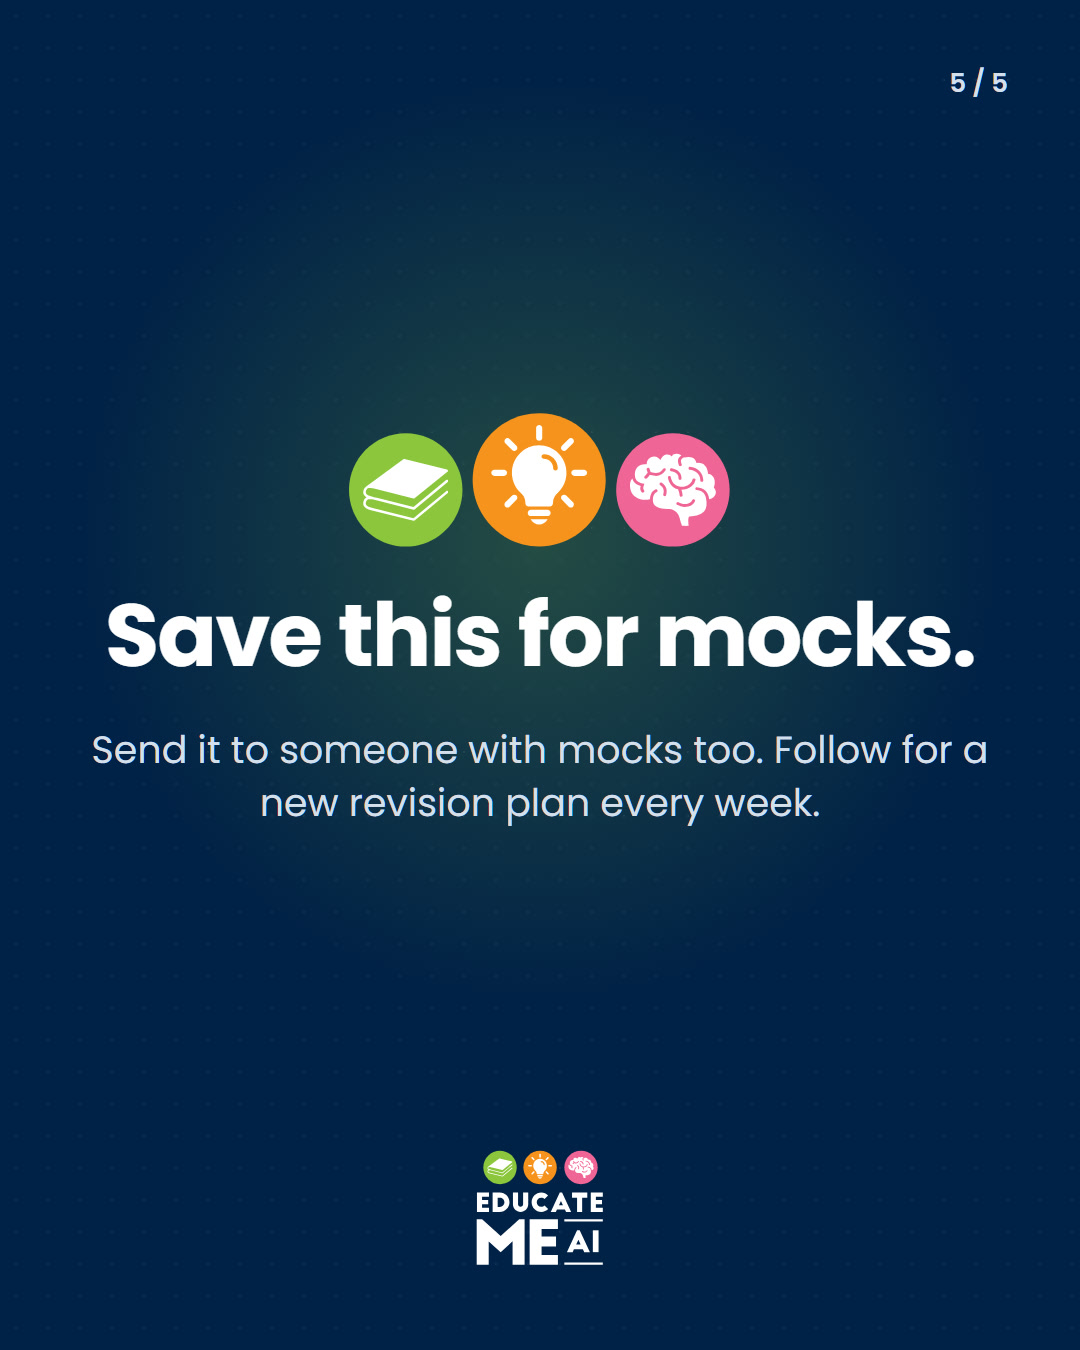 5 / 5
Save this for mocks.
Send it to someone with mocks too. Follow for a
new revision plan every week.
EDUCATE
ME AI